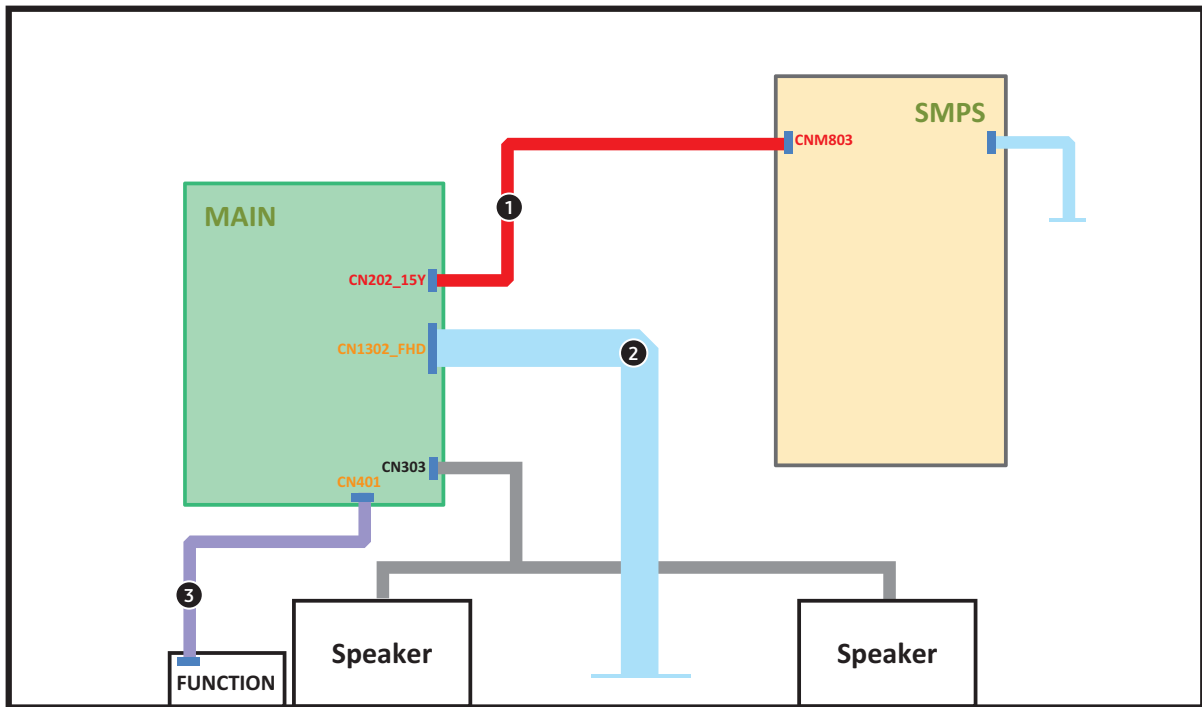 SMPS
CNM803
1
MAIN
CN202_15Y
CN1302_FHD
2
CN303
CN401
3
Speaker
Speaker
FUNCTION